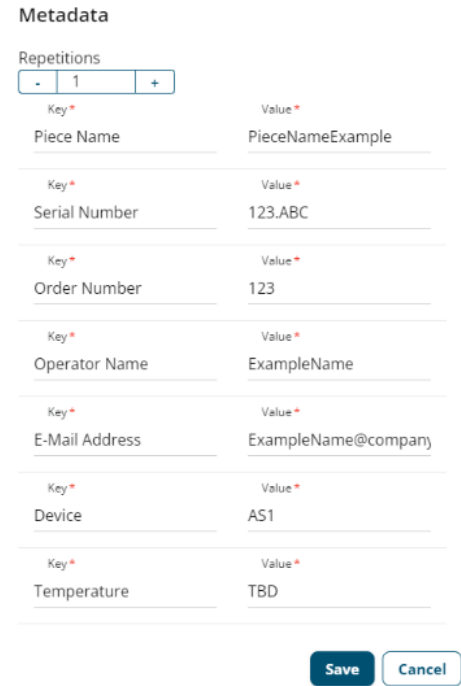 Metadata
Repetitions
- 1 +
Key* Value*
Piece Name PieceNameExample
Key* Value*
Serial Number 123.ABC
Key* Value*
Order Number 123
Key* Value*
Operator Name ExampleName
Key* Value*
E-Mail Address ExampleName@company
Key* Value*
Device AS1
Key* Value*
Temperature TBD
Save Cancel